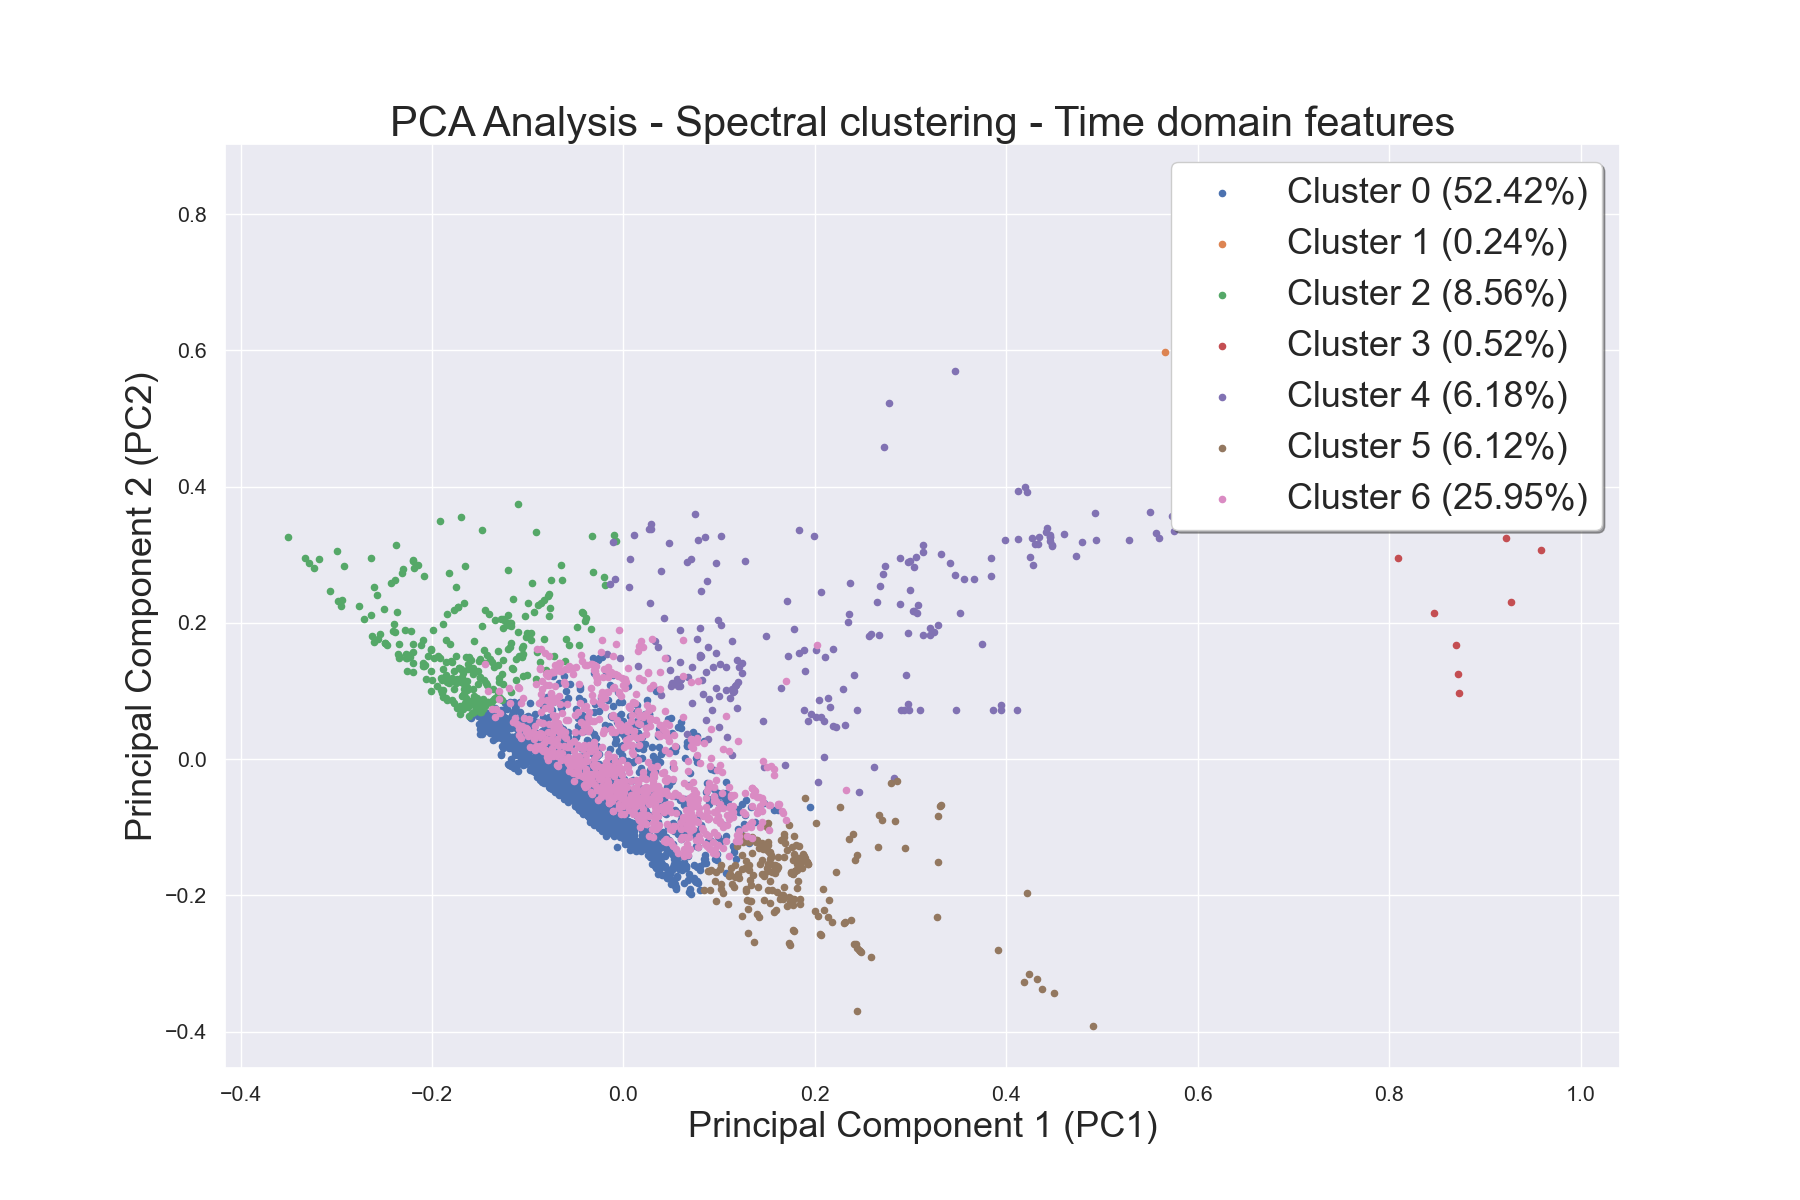 PCA Analysis - Spectral clustering - Time domain features
Cluster 0 (52.42%)
Cluster 1 (0.24%)
Cluster 2 (8.56%)
Cluster 3 (0.52%)
Cluster 4 (6.18%)
Cluster 5 (6.12%)
Cluster 6 (25.95%)
Principal Component 2 (PC2)
0.8
0.6
0.4
0.2
0.0
−0.2
−0.4
−0.4 −0.2 0.0 0.2 0.4 0.6 0.8 1.0
Principal Component 1 (PC1)